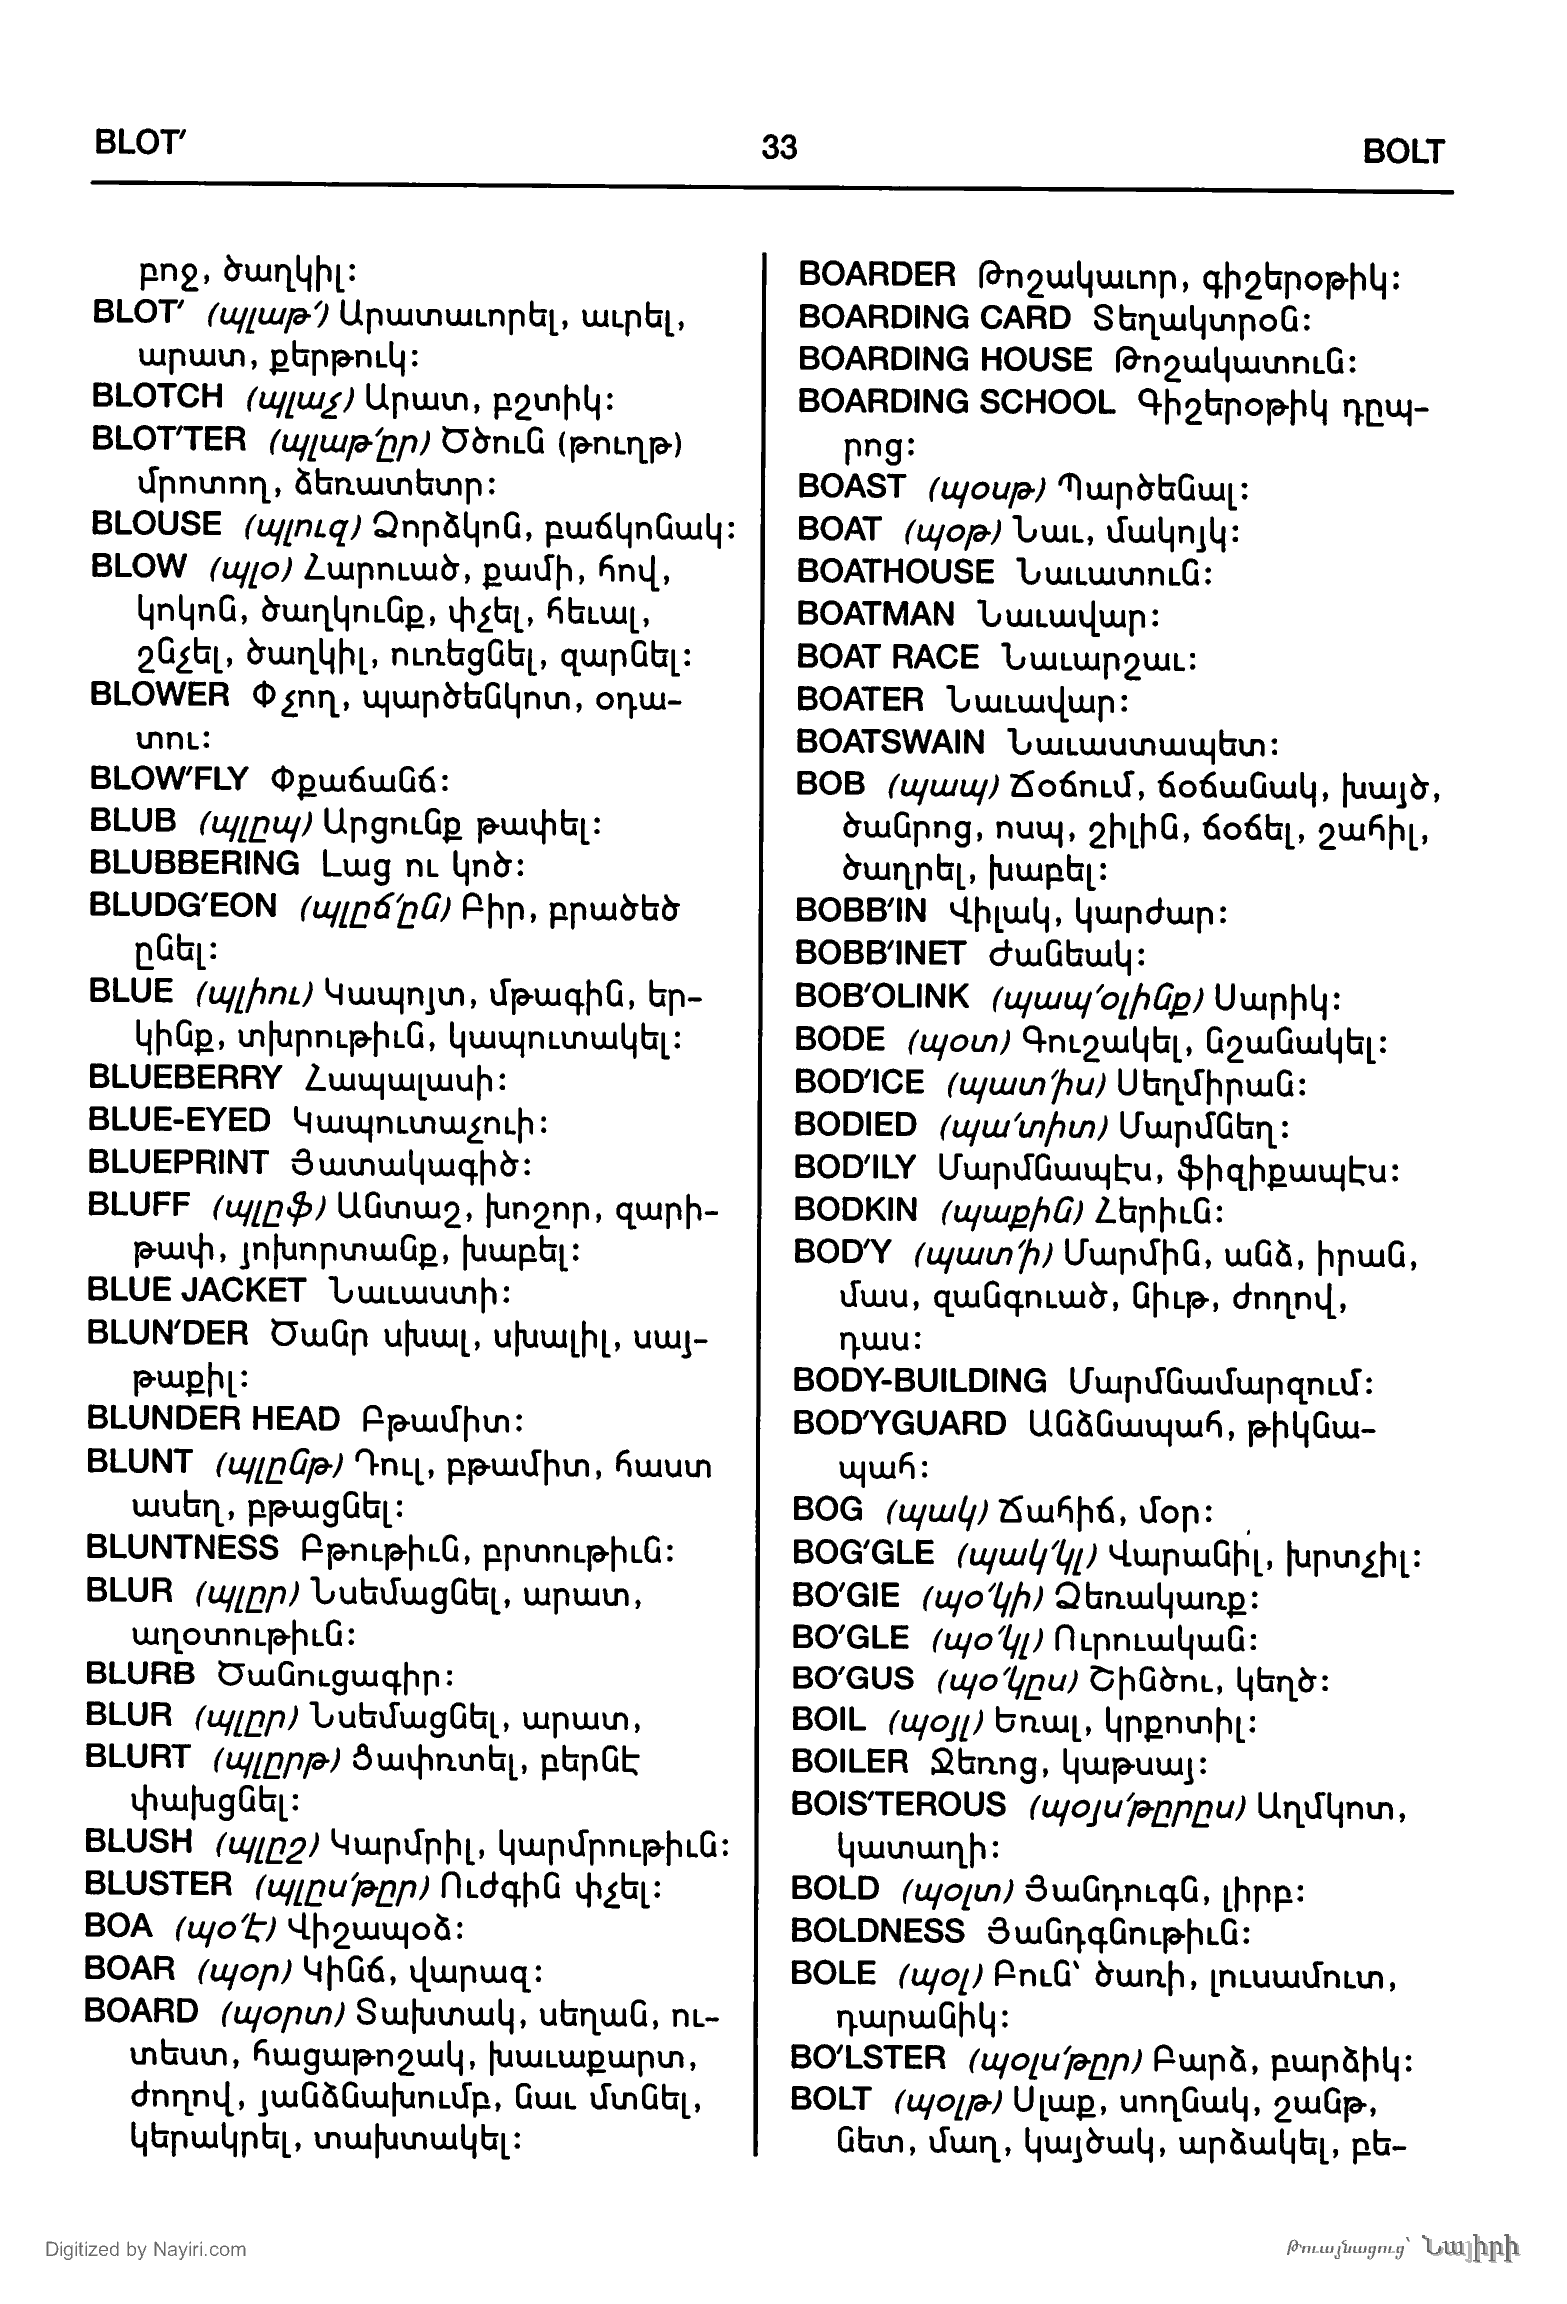 BLOT′ 33 BOLT
բոջ, ծաղկիլ:
BLOT′ (պլաթ՛) Արատաւորել, աւրել,
արատ, քերթուկ:
BLOTCH (պլաչ) Արատ, բշտիկ:
BLOT′TER (պլաթ՛ըր) Ծծուն (թուղթ)
մրոտող, ձեռատետր:
BLOUSE (պլուզ) Զորձկոն, բաճկոնակ:
BLOW (պլօ) Հարուած, քամի, հով,
կոկոն, ծաղկունք, փչել, հեւալ,
շնչել, ծաղկիլ, ուռեցնել, զարնել:
BLOWER Փչող, պարծենկոտ, օդա-
տու:
BLOW′FLY Փքաճանճ:
BLUB (պլըպ) Արցունք թափել:
BLUBBERING Լաց ու կոծ:
BLUDG′EON (պլըճ՛ըն) Բիր, բրածեծ
ընել:
BLUE (պլիու) Կապոյտ, մթագին, եր-
կինք, տխրութիւն, կապուտակել:
BLUEBERRY Հապալասի:
BLUE-EYED Կապուտաչուի:
BLUEPRINT Յատակագիծ:
BLUFF (պլըֆ) Անտաշ, խոշոր, զարի-
թափ, յոխորտանք, խաբել:
BLUE JACKET Նաւաստի:
BLUN′DER Ծանր սխալ, սխալիլ, սայ-
թաքիլ:
BLUNDER HEAD Բթամիտ:
BLUNT (պլընթ) Դուլ, բթամիտ, հաստ
ասեղ, բթացնել:
BLUNTNESS Բթութիւն, բրտութիւն:
BLUR (պլըր) Նսեմացնել, արատ,
աղօտութիւն:
BLURB Ծանուցագիր:
BLUR (պլըր) Նսեմացնել, արատ,
BLURT (պլըրթ) Ցափռտել, բերնէ
փախցնել:
BLUSH (պլըշ) Կարմրիլ, կարմրութիւն:
BLUSTER (պլըս՛թըր) Ուժգին փչել:
BOA (պօ՛է) Վիշապօձ:
BOAR (պօր) Կինճ, վարազ:
BOARD (պօրտ) Տախտակ, սեղան, ու-
տեստ, հացաթոշակ, խաւաքարտ,
ժողով, յանձնախումբ, նաւ մտնել,
կերակրել, տախտակել:
BOARDER Թոշակաւոր, գիշերօթիկ:
BOARDING CARD Տեղակտրօն:
BOARDING HOUSE Թոշակատուն:
BOARDING SCHOOL Գիշերօթիկ դըպ-
րոց:
BOAST (պօսթ) Պարծենալ:
BOAT (պօթ) Նաւ, մակոյկ:
BOATHOUSE Նաւատուն:
BOATMAN Նաւավար:
BOAT RACE Նաւարշաւ:
BOATER Նաւավար:
BOATSWAIN Նաւաստապետ:
BOB (պապ) Ճօճում, ճօճանակ, խայծ,
ծանրոց, ոսպ, շիլին, ճօճել, շահիլ,
ծաղրել, խաբել:
BOBB′IN Վիլակ, կարժար:
BOBB′INET Ժանեակ:
BOB′OLINK (պապ՛օլինք) Սարիկ:
BODE (պօտ) Գուշակել, նշանակել:
BOD′ICE (պատ՛իս) Սեղմիրան:
BODIED (պա՛տիտ) Մարմնեղ:
BOD′ILY Մարմնապէս, ֆիզիքապէս:
BODKIN (պաքին) Հերիւն:
BOD′Y (պատ՛ի) Մարմին, անձ, իրան,
մաս, զանգուած, նիւթ, ժողով,
դաս:
BODY-BUILDING Մարմնամարզում:
BOD′YGUARD Անձնապահ, թիկնա-
պահ:
BOG (պակ) Ճահիճ, մօր:
BOG′GLE (պակ՛կլ) Վարանիլ, խրտչիլ:
BO′GIE (պօ՛կի) Ձեռակառք:
BO′GLE (պօ՛կլ) Ուրուական:
BO′GUS (պօ՛կըս) Շինծու, կեղծ:
BOIL (պօյլ) Եռալ, կրքոտիլ:
BOILER Ջեռոց, կաթսայ:
BOIS′TEROUS (պօյս՛թըրըս) Աղմկոտ,
կատաղի:
BOLD (պօլտ) Յանդուգն, լիրբ:
BOLDNESS Յանդգնութիւն:
BOLE (պօլ) Բուն՝ ծառի, լուսամուտ,
դարանիկ:
BO′LSTER (պօլս՛թըր) Բարձ, բարձիկ:
BOLT (պօլթ) Սլաք, սողնակ, շանթ,
նետ, մաղ, կայծակ, արձակել, բե-
Digitized by Nayiri.com թուայնացուց՝ Նայիրի